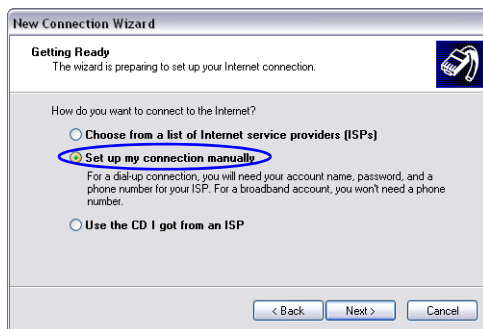 New Connection Wizard
Getting Ready
The wizard is preparing to set up your Internet connection.
How do you want to connect to the Internet?
Choose from a list of Internet service providers (ISPs)
Set up my connection manually
For a dial-up connection, you will need your account name, password, and a
phone number for your ISP. For a broadband account, you won't need a phone
number.
Use the CD I got from an ISP
< Back
Next >
Cancel